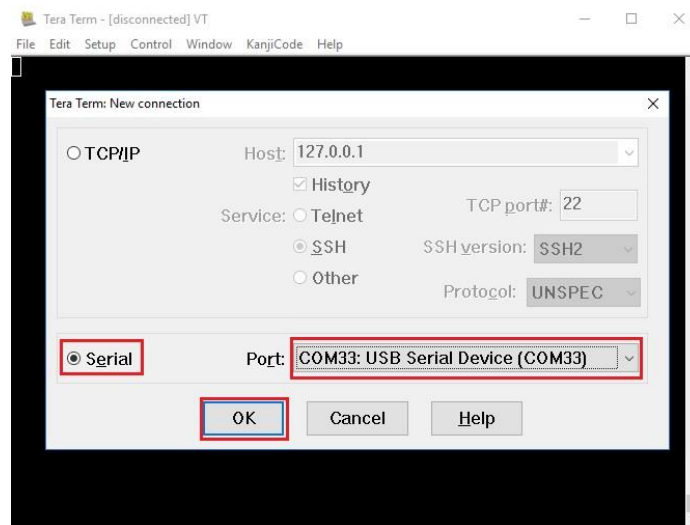 Tera Term - [disconnected] VT
File Edit Setup Control Window KanjiCode Help
Tera Term: New connection
TCP/IP Host: 127.0.0.1
History
Service: Telnet TCP port#: 22
SSH SSH version: SSH2
Other Protocol: UNSPEC
Serial Port: COM33: USB Serial Device (COM33)
OK Cancel Help